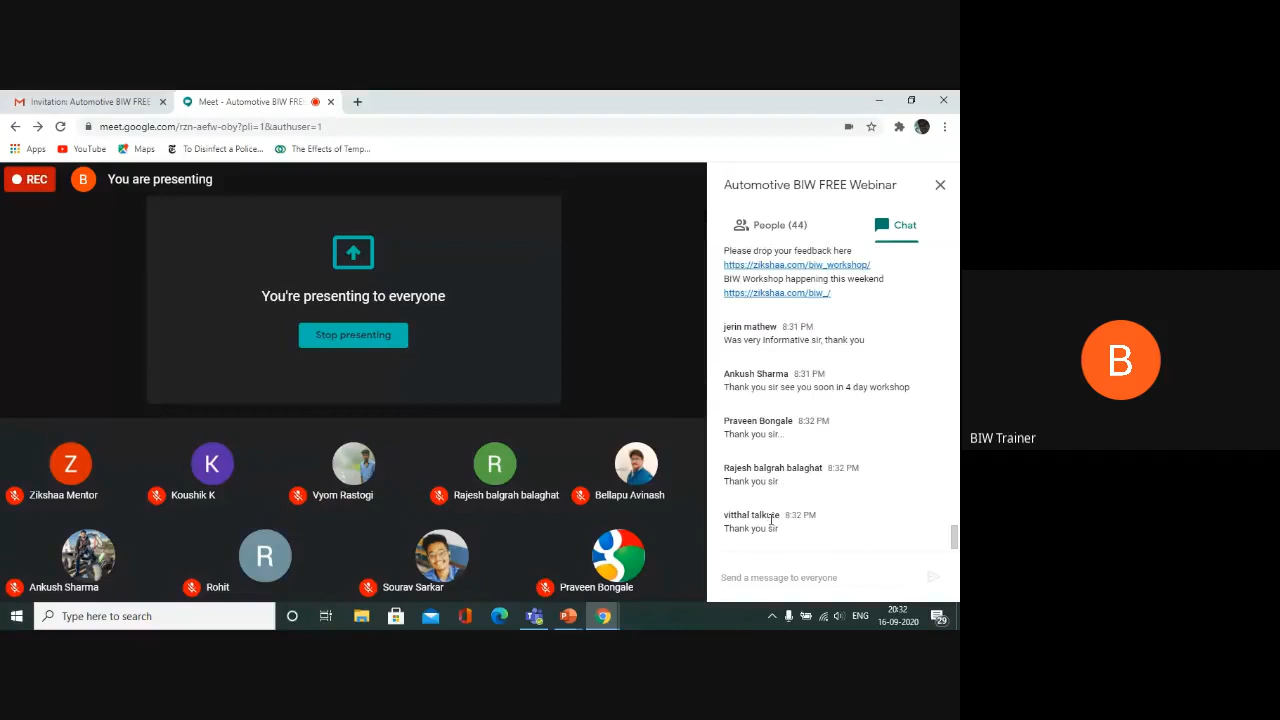 Invitation: Automotive BIW FREE
Meet - Automotive BIW FREE
meet.google.com/rzn-aefw-oby?pli=1&authuser=1
Apps
YouTube
Maps
To Disinfect a Police...
The Effects of Temp...
REC
B
You are presenting
Automotive BIW FREE Webinar
People (44)
Chat
You're presenting to everyone
Stop presenting
Please drop your feedback here
https://zikshaa.com/biw_workshop/
BIW Workshop happening this weekend
https://zikshaa.com/biw_/
jerin mathew 8:31 PM
Was very Informative sir, thank you
Ankush Sharma 8:31 PM
Thank you sir see you soon in 4 day workshop
Praveen Bongale 8:32 PM
Thank you sir...
Rajesh balgrah balaghat 8:32 PM
Thank you sir
vitthal talkute 8:32 PM
Thank you sir
Send a message to everyone
Z
K
R
Zikshaa Mentor
Koushik K
Vyom Rastogi
Rajesh balgrah balaghat
Bellapu Avinash
R
Ankush Sharma
Rohit
Sourav Sarkar
Praveen Bongale
Type here to search
ENG
20:32
16-09-2020
29
B
BIW Trainer